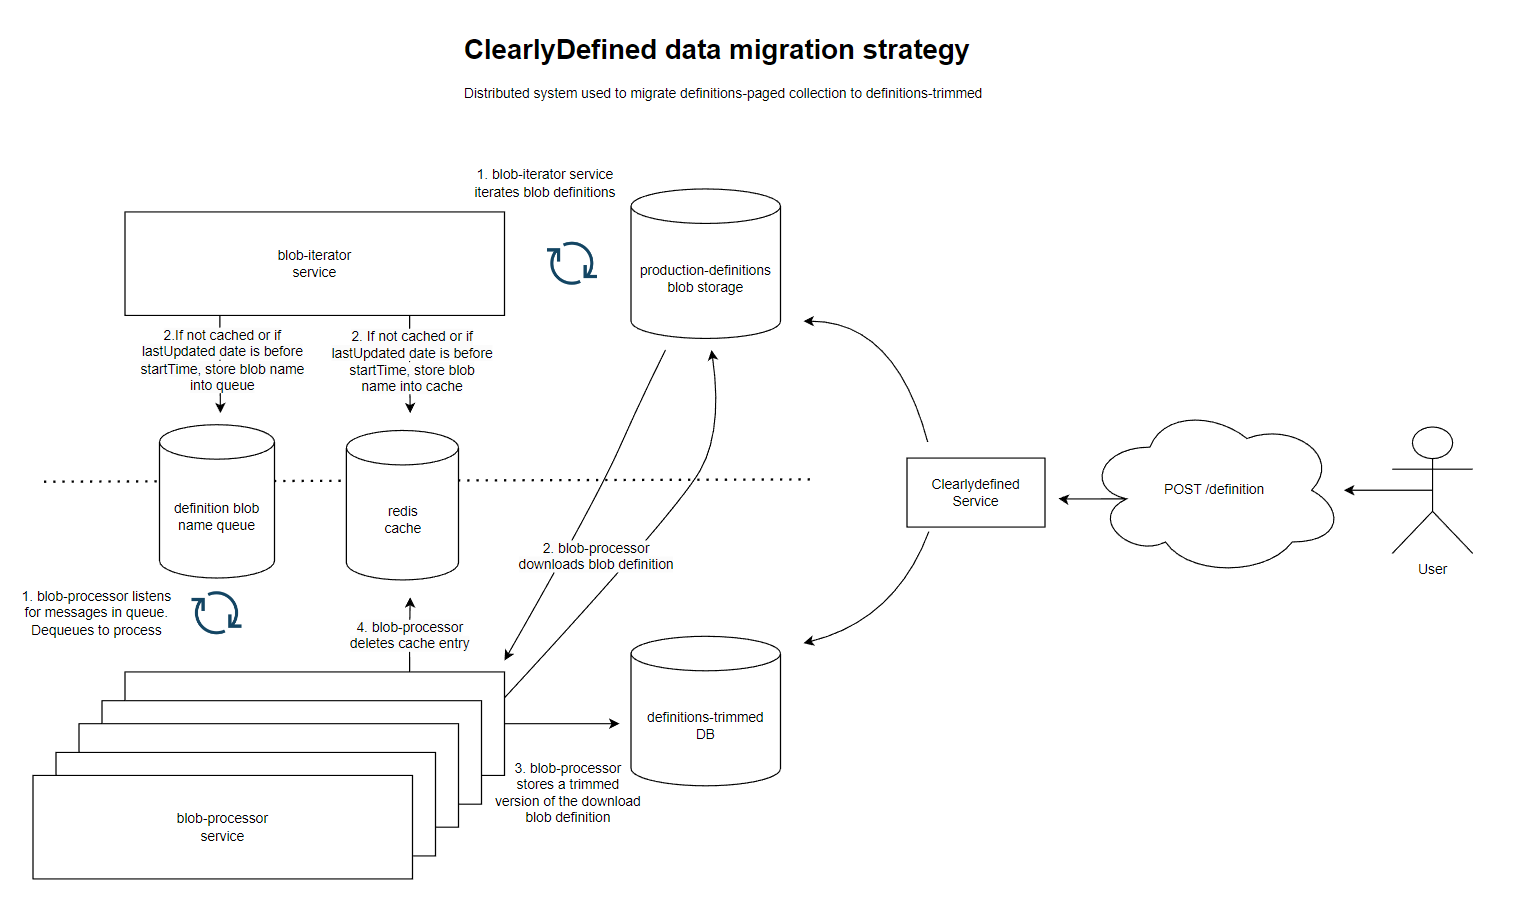 ClearlyDefined data migration strategy
Distributed system used to migrate definitions-paged collection to definitions-trimmed
1. blob-iterator service
iterates blob definitions
blob-iterator
service
production-definitions
blob storage
2.If not cached or if
lastUpdated date is before
startTime, store blob name
into queue
2. If not cached or if
lastUpdated date is before
startTime, store blob
name into cache
definition blob
name queue
redis
cache
Clearlydefined
Service
POST /definition
User
2. blob-processor
downloads blob definition
1. blob-processor listens
for messages in queue.
Dequeues to process
4. blob-processor
deletes cache entry
definitions-trimmed
DB
3. blob-processor
stores a trimmed
version of the download
blob definition
blob-processor
service